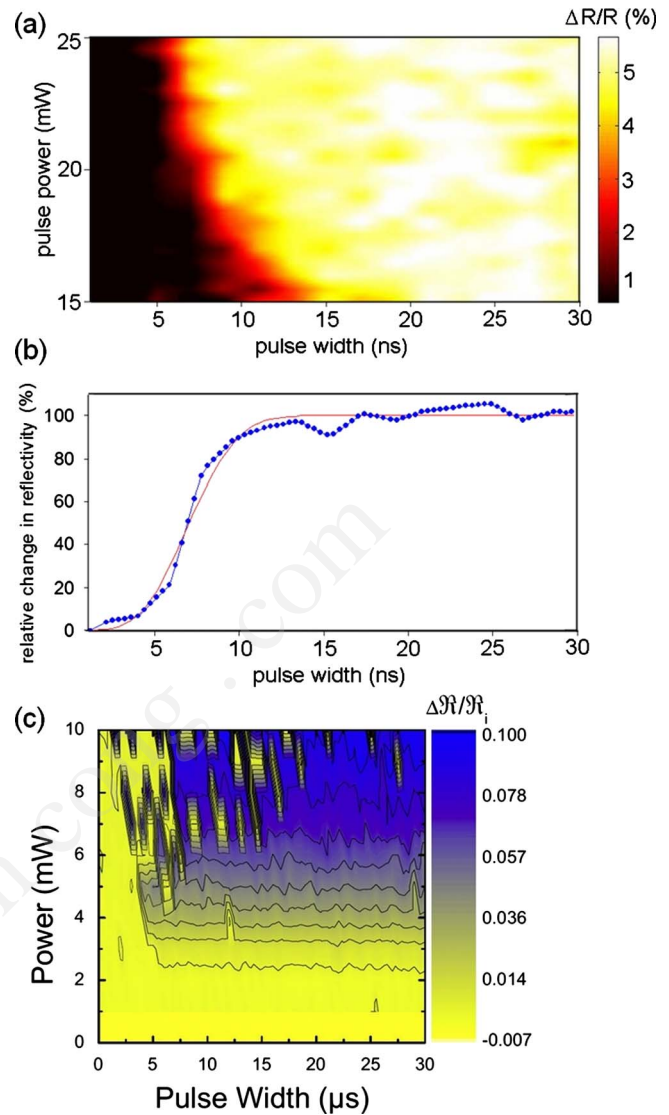 (a)
ΔR/R (%)
25
20
15
pulse power (mW)
5 10 15 20 25 30
pulse width (ns)
5
4
3
2
1
(b)
100
80
60
40
20
0
relative change in reflectivity (%)
5 10 15 20 25 30
pulse width (ns)
(c)
Δℜ/ℜi
10
8
6
4
2
0
Power (mW)
0 5 10 15 20 25 30
Pulse Width (µs)
0.100
0.078
0.057
0.036
0.014
-0.007
. com